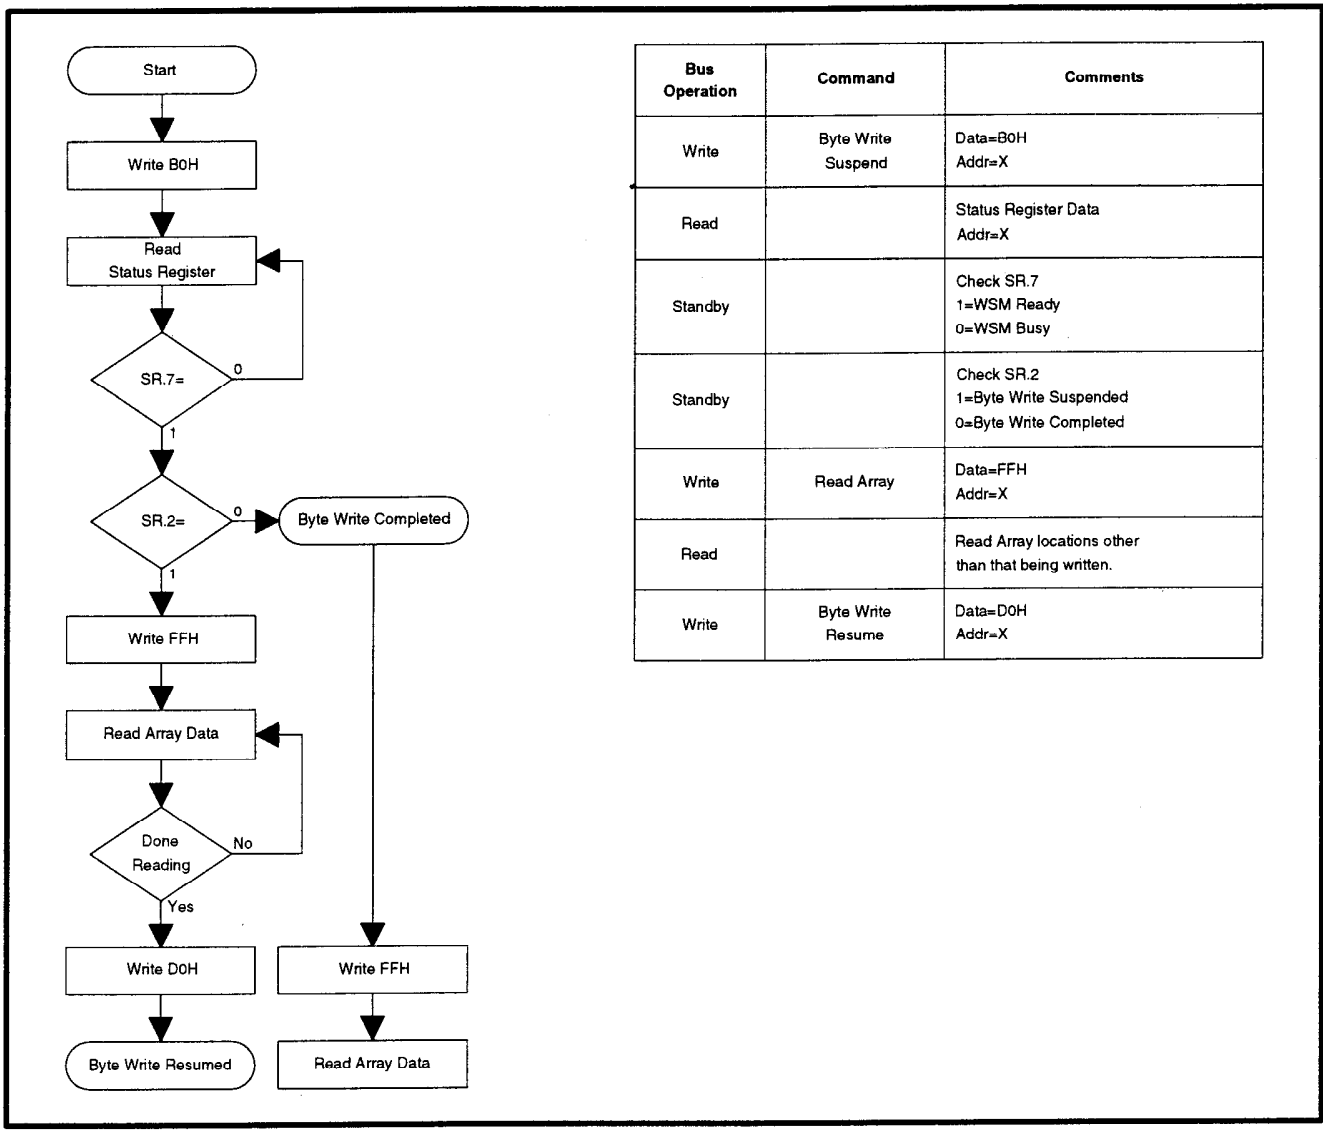 Start
Write B0H
Read
Status Register
SR.7=
0
1
SR.2=
0
Byte Write Completed
1
Write FFH
Read Array Data
Done
Reading
No
Yes
Write D0H
Write FFH
Byte Write Resumed
Read Array Data
Bus
Operation
Command
Comments
Write
Byte Write
Suspend
Data=B0H
Addr=X
Read
Status Register Data
Addr=X
Standby
Check SR.7
1=WSM Ready
0=WSM Busy
Standby
Check SR.2
1=Byte Write Suspended
0=Byte Write Completed
Write
Read Array
Data=FFH
Addr=X
Read
Read Array locations other
than that being written.
Write
Byte Write
Resume
Data=D0H
Addr=X